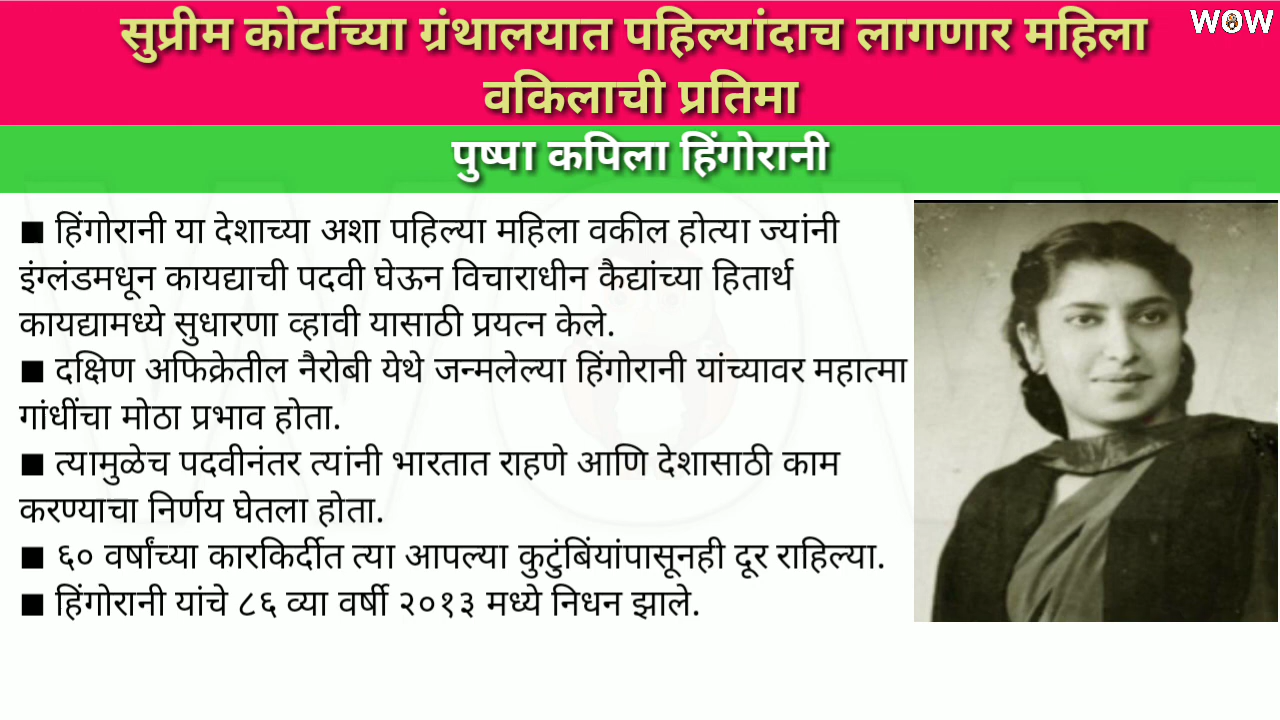 सुप्रीम कोर्टाच्या ग्रंथालयात पहिल्यांदाच लागणार महिला
वकिलाची प्रतिमा
WOW
पुष्पा कपिला हिंगोरानी
■ हिंगोरानी या देशाच्या अशा पहिल्या महिला वकील होत्या ज्यांनी
इंग्लंडमधून कायद्याची पदवी घेऊन विचाराधीन कैद्यांच्या हितार्थ
कायद्यामध्ये सुधारणा व्हावी यासाठी प्रयत्न केले.
■ दक्षिण अफिक्रेतील नैरोबी येथे जन्मलेल्या हिंगोरानी यांच्यावर महात्मा
गांधींचा मोठा प्रभाव होता.
■ त्यामुळेच पदवीनंतर त्यांनी भारतात राहणे आणि देशासाठी काम
करण्याचा निर्णय घेतला होता.
■ ६० वर्षांच्या कारकिर्दीत त्या आपल्या कुटुंबिंयांपासूनही दूर राहिल्या.
■ हिंगोरानी यांचे ८६ व्या वर्षी २०१३ मध्ये निधन झाले.